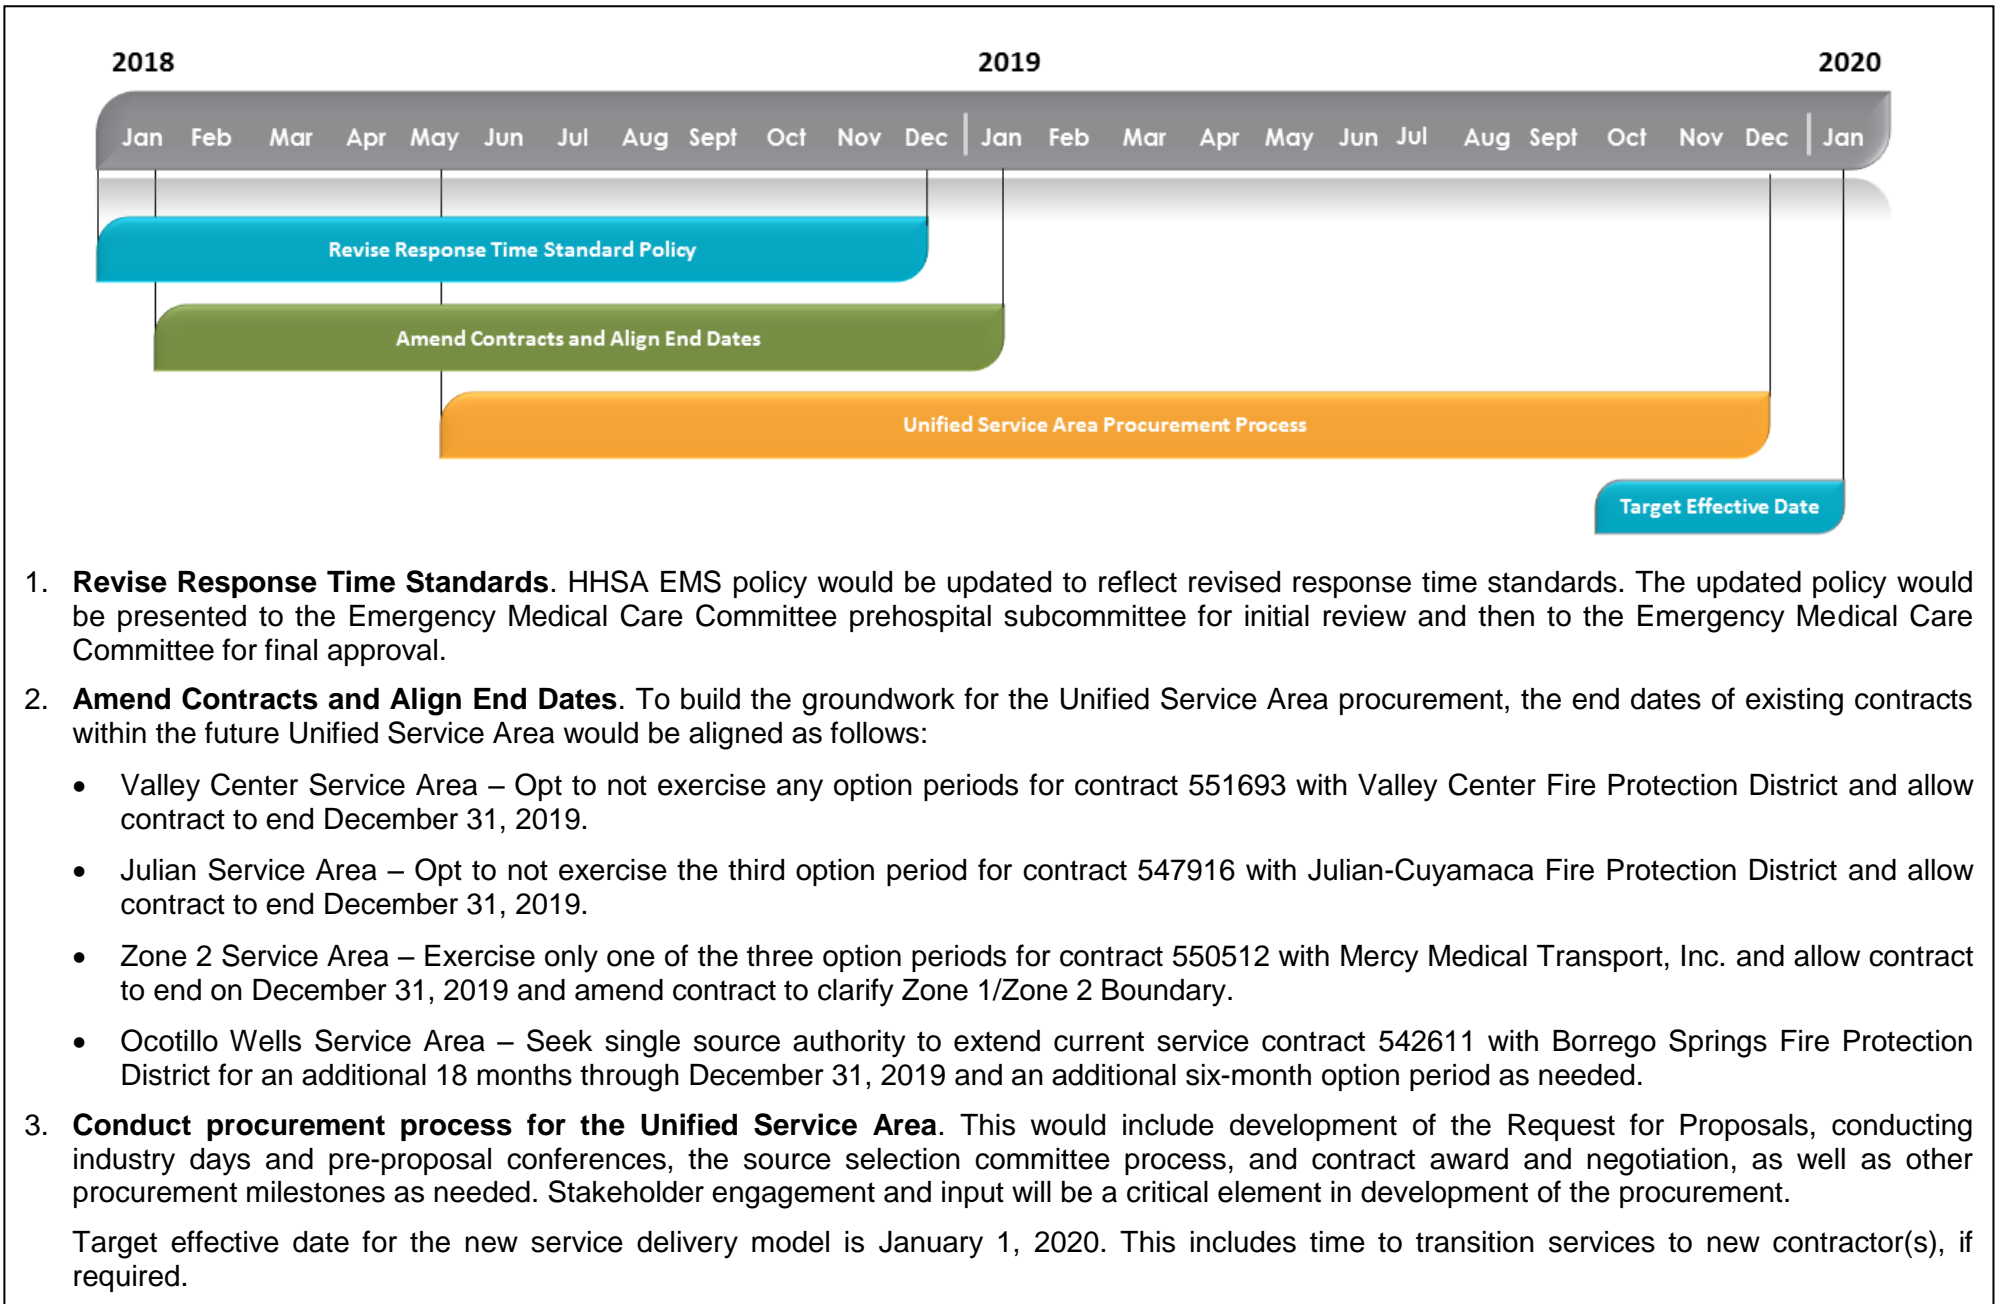 2018 2019 2020
Jan Feb Mar Apr May Jun Jul Aug Sept Oct Nov Dec | Jan Feb Mar Apr May Jun Jul Aug Sept Oct Nov Dec | Jan
Revise Response Time Standard Policy
Amend Contracts and Align End Dates
Unified Service Area Procurement Process
Target Effective Date
1. Revise Response Time Standards. HHSA EMS policy would be updated to reflect revised response time standards. The updated policy would
be presented to the Emergency Medical Care Committee prehospital subcommittee for initial review and then to the Emergency Medical Care
Committee for final approval.
2. Amend Contracts and Align End Dates. To build the groundwork for the Unified Service Area procurement, the end dates of existing contracts
within the future Unified Service Area would be aligned as follows:
• Valley Center Service Area – Opt to not exercise any option periods for contract 551693 with Valley Center Fire Protection District and allow
contract to end December 31, 2019.
• Julian Service Area – Opt to not exercise the third option period for contract 547916 with Julian-Cuyamaca Fire Protection District and allow
contract to end December 31, 2019.
• Zone 2 Service Area – Exercise only one of the three option periods for contract 550512 with Mercy Medical Transport, Inc. and allow contract
to end on December 31, 2019 and amend contract to clarify Zone 1/Zone 2 Boundary.
• Ocotillo Wells Service Area – Seek single source authority to extend current service contract 542611 with Borrego Springs Fire Protection
District for an additional 18 months through December 31, 2019 and an additional six-month option period as needed.
3. Conduct procurement process for the Unified Service Area. This would include development of the Request for Proposals, conducting
industry days and pre-proposal conferences, the source selection committee process, and contract award and negotiation, as well as other
procurement milestones as needed. Stakeholder engagement and input will be a critical element in development of the procurement.
Target effective date for the new service delivery model is January 1, 2020. This includes time to transition services to new contractor(s), if
required.